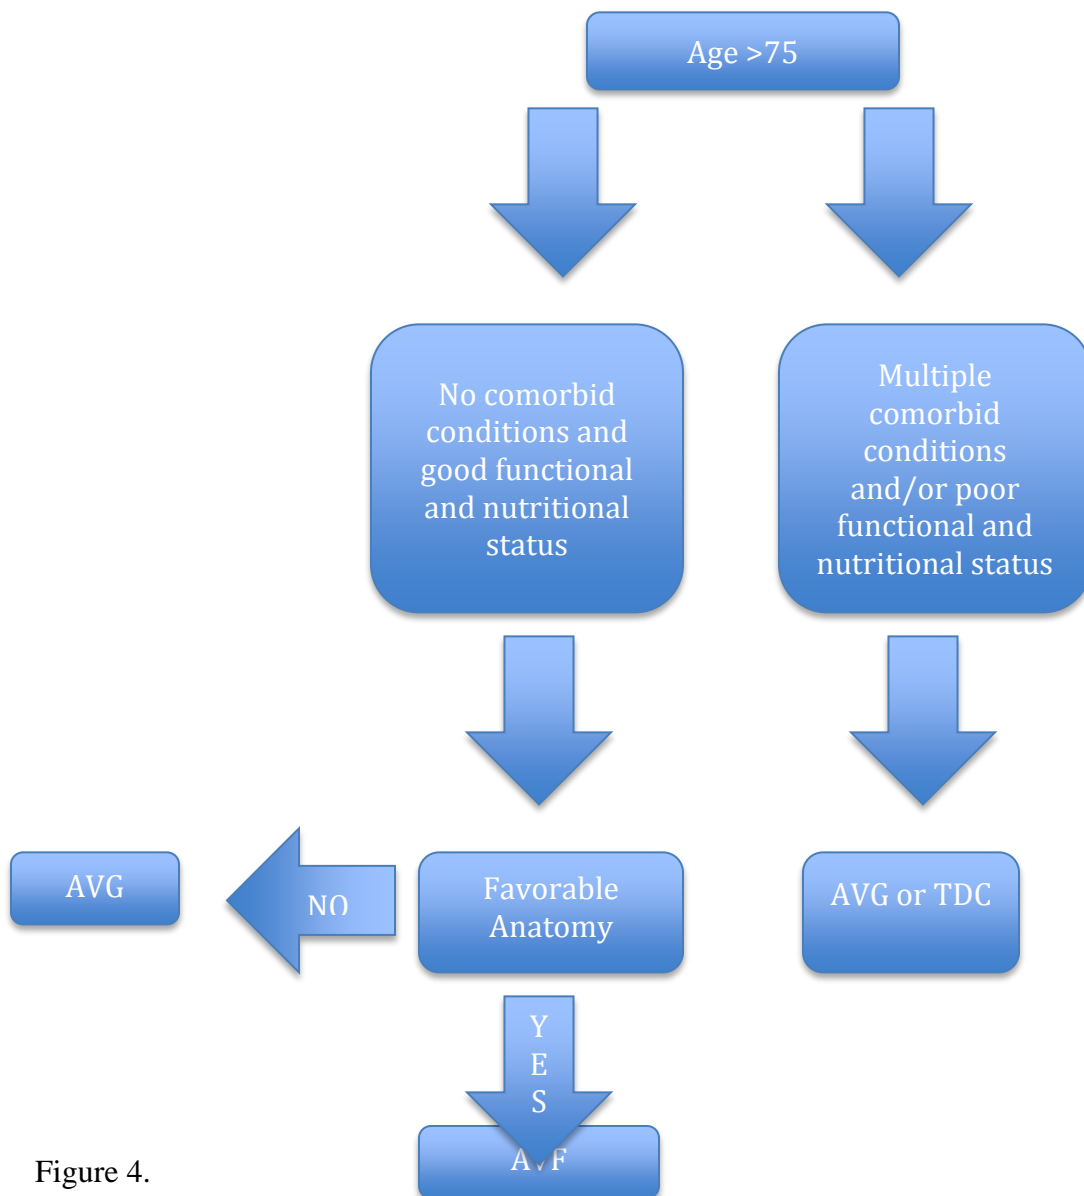 Age >75
No comorbid
conditions and
good functional
and nutritional
status
Multiple
comorbid
conditions
and/or poor
functional and
nutritional status
AVG
NO
Favorable
Anatomy
AVG or TDC
Y
E
S
AVF
Figure 4.